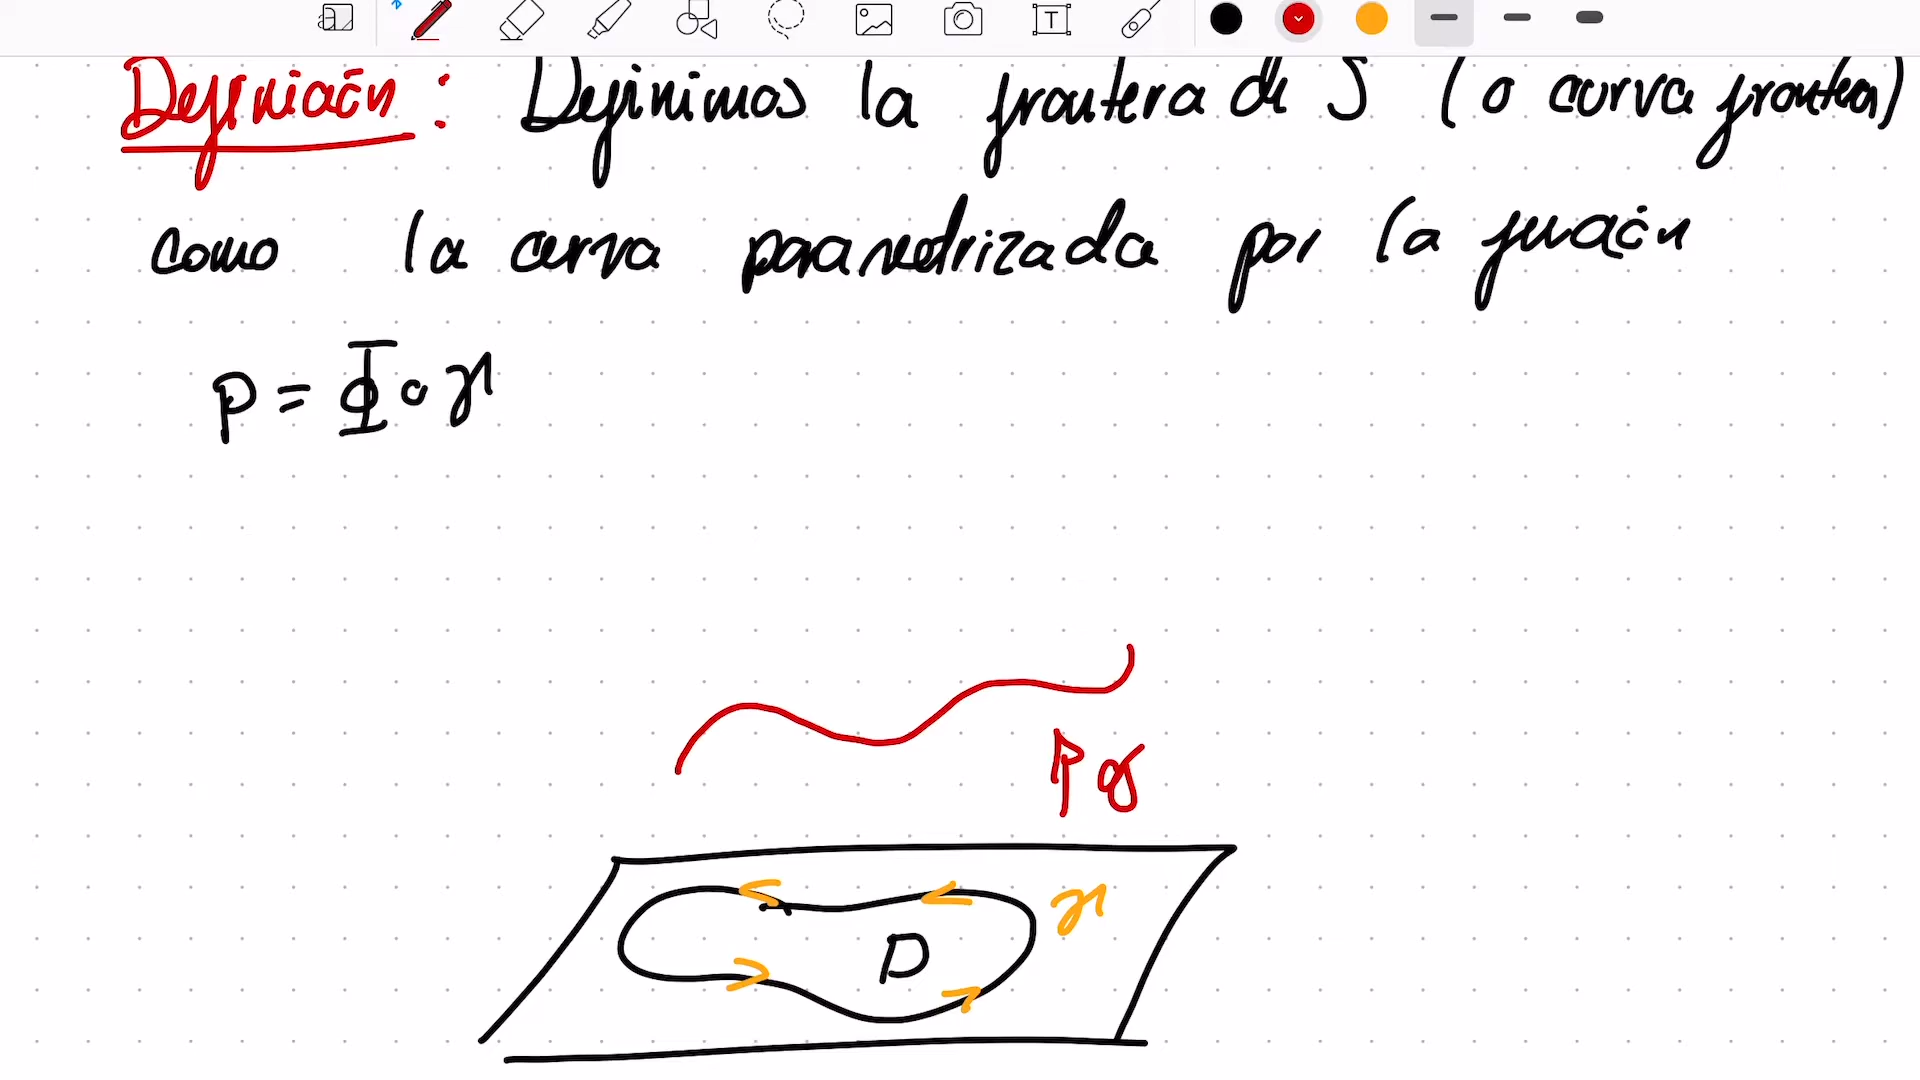 Definición: Definimos la frontera de S (o curva frontera)
como la curva parametrizada por la función
p = Φ ∘ γ
D
γ